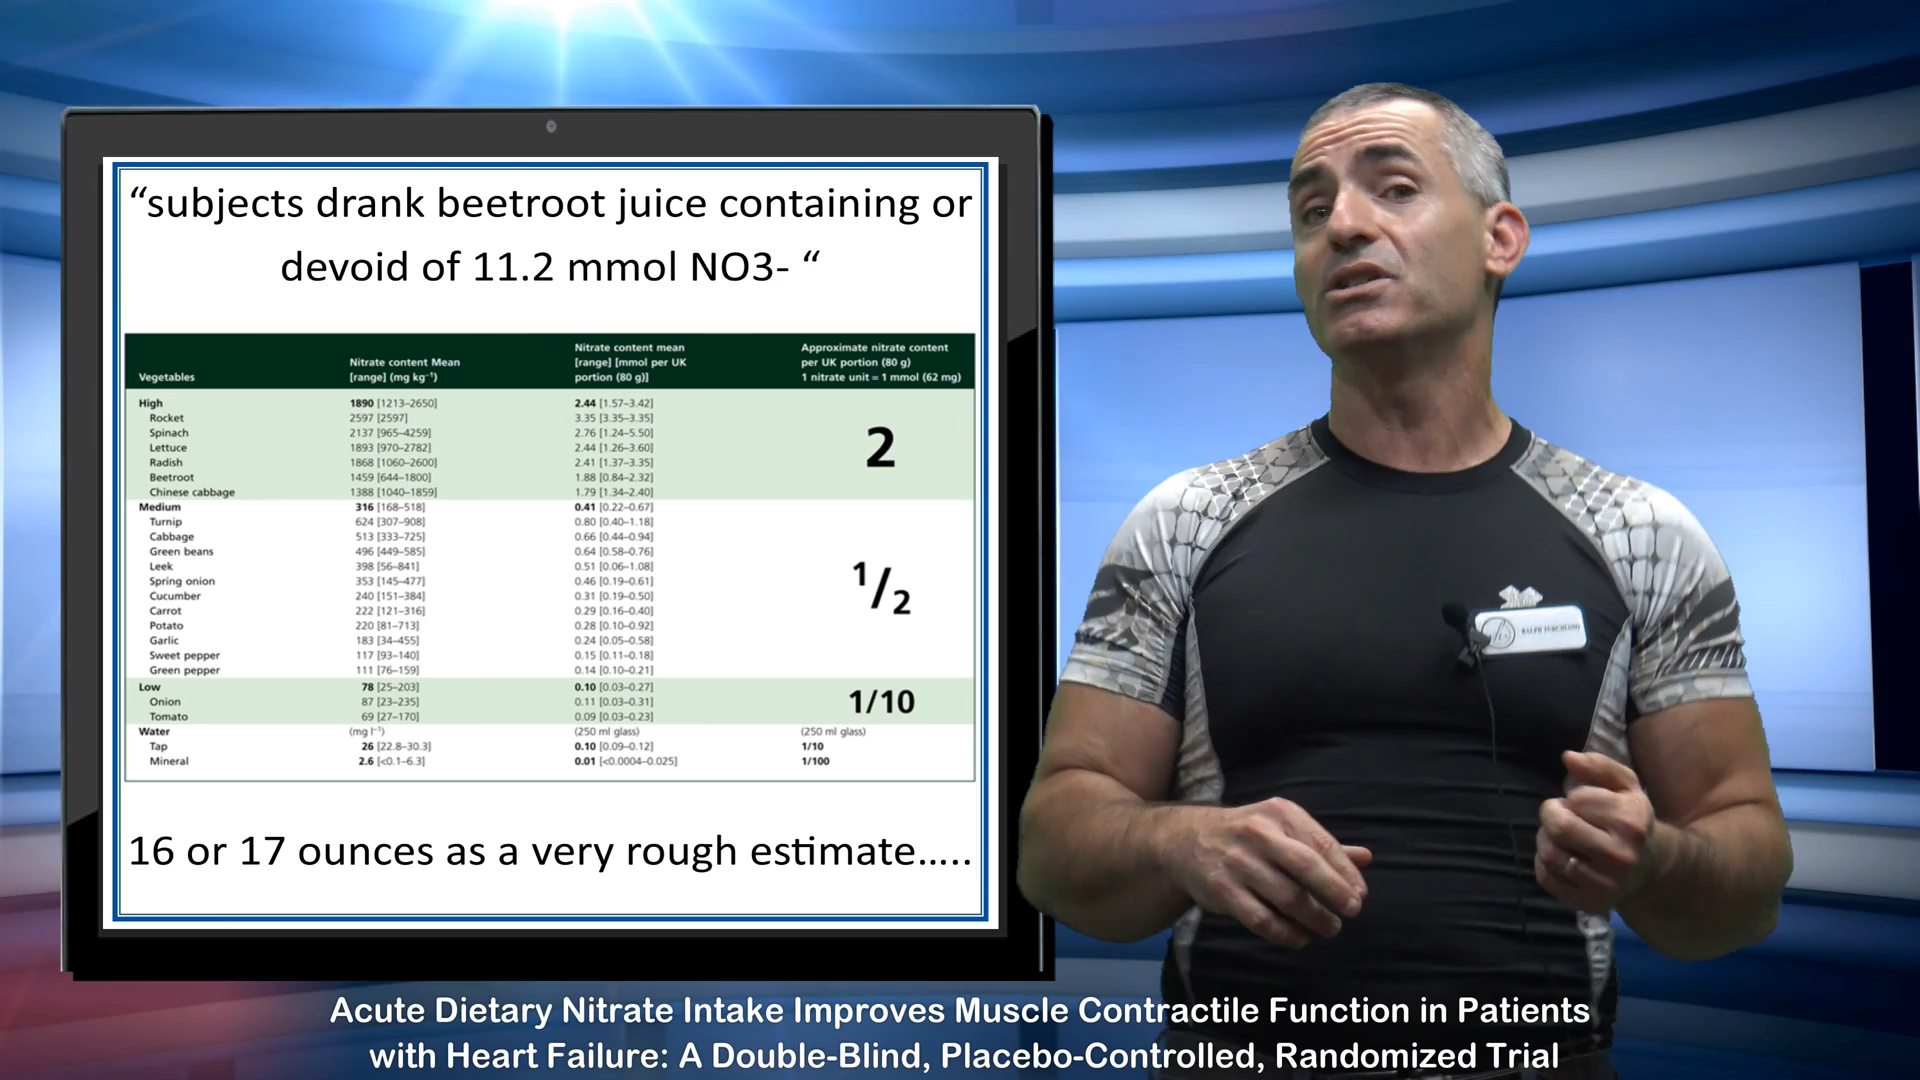 “subjects drank beetroot juice containing or
devoid of 11.2 mmol NO3- “
Vegetables
Nitrate content Mean
[range] (mg kg⁻¹)
Nitrate content mean
[range] [mmol per UK
portion (80 g)]
Approximate nitrate content
per UK portion (80 g)
1 nitrate unit = 1 mmol (62 mg)
High 1890 [1213–2650] 2.44 [1.57–3.42]
Rocket 2597 [2597] 3.35 [3.35–3.35]
Spinach 2137 [965–4259] 2.76 [1.24–5.50]
Lettuce 1893 [970–2782] 2.44 [1.26–3.60]
2
Radish 1868 [1060–2600] 2.41 [1.37–3.35]
Beetroot 1459 [644–1800] 1.88 [0.84–2.32]
Chinese cabbage 1388 [1040–1859] 1.79 [1.34–2.40]
Medium 316 [168–518] 0.41 [0.22–0.67]
Turnip 624 [307–908] 0.80 [0.40–1.18]
Cabbage 513 [333–725] 0.66 [0.44–0.94]
Green beans 496 [449–585] 0.64 [0.58–0.76]
Leek 398 [56–841] 0.51 [0.06–1.08]
Spring onion 353 [145–477] 0.46 [0.19–0.61]
1/2
Cucumber 240 [151–384] 0.31 [0.19–0.50]
Carrot 222 [121–316] 0.29 [0.16–0.40]
Potato 220 [81–713] 0.28 [0.10–0.92]
Garlic 183 [34–455] 0.24 [0.05–0.58]
Sweet pepper 117 [93–140] 0.15 [0.11–0.18]
Green pepper 111 [76–159] 0.14 [0.10–0.21]
Low 78 [25–203] 0.10 [0.03–0.27]
Onion 87 [23–235] 0.11 [0.03–0.31] 1/10
Tomato 69 [27–170] 0.09 [0.03–0.23]
Water (mg l⁻¹) (250 ml glass) (250 ml glass)
Tap 26 [22.8–30.3] 0.10 [0.09–0.12] 1/10
Mineral 2.6 [<0.1–6.3] 0.01 [<0.0004–0.025] 1/100
16 or 17 ounces as a very rough estimate.....
RALPH TURCHIANO
Acute Dietary Nitrate Intake Improves Muscle Contractile Function in Patients
with Heart Failure: A Double-Blind, Placebo-Controlled, Randomized Trial